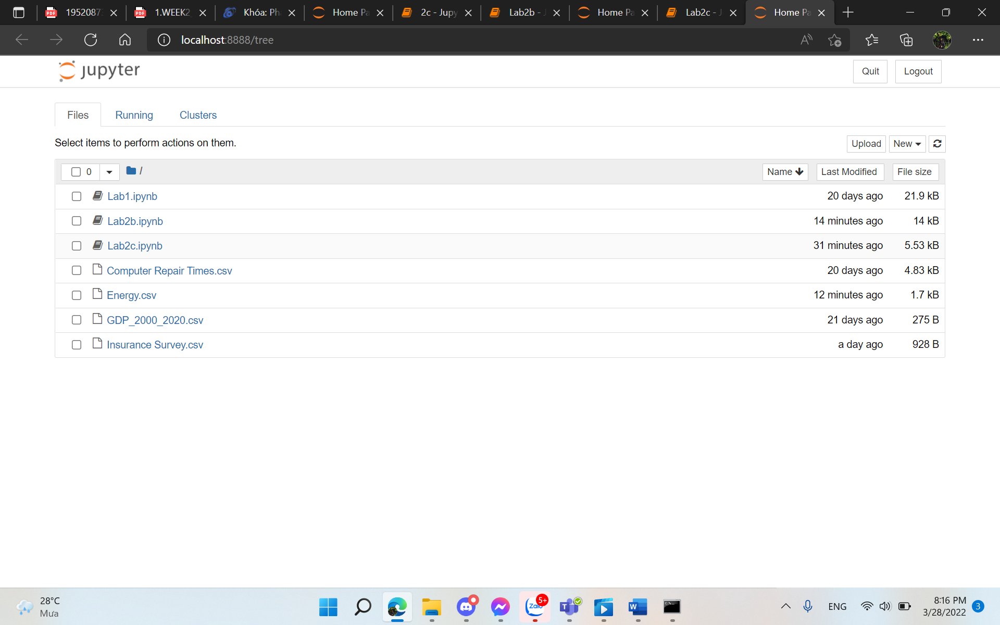 1952087 1.WEEK2_ Khóa: Ph Home Pa 2c - Jupy Lab2b - J Home Pa Lab2c - J Home Pa
localhost:8888/tree
jupyter Quit Logout
Files Running Clusters
Select items to perform actions on them. Upload New
0 / Name Last Modified File size
Lab1.ipynb 20 days ago 21.9 kB
Lab2b.ipynb 14 minutes ago 14 kB
Lab2c.ipynb 31 minutes ago 5.53 kB
Computer Repair Times.csv 20 days ago 4.83 kB
Energy.csv 12 minutes ago 1.7 kB
GDP_2000_2020.csv 21 days ago 275 B
Insurance Survey.csv a day ago 928 B
28°C
Mưa
Zalo 5+
ENG
8:16 PM
3/28/2022
3